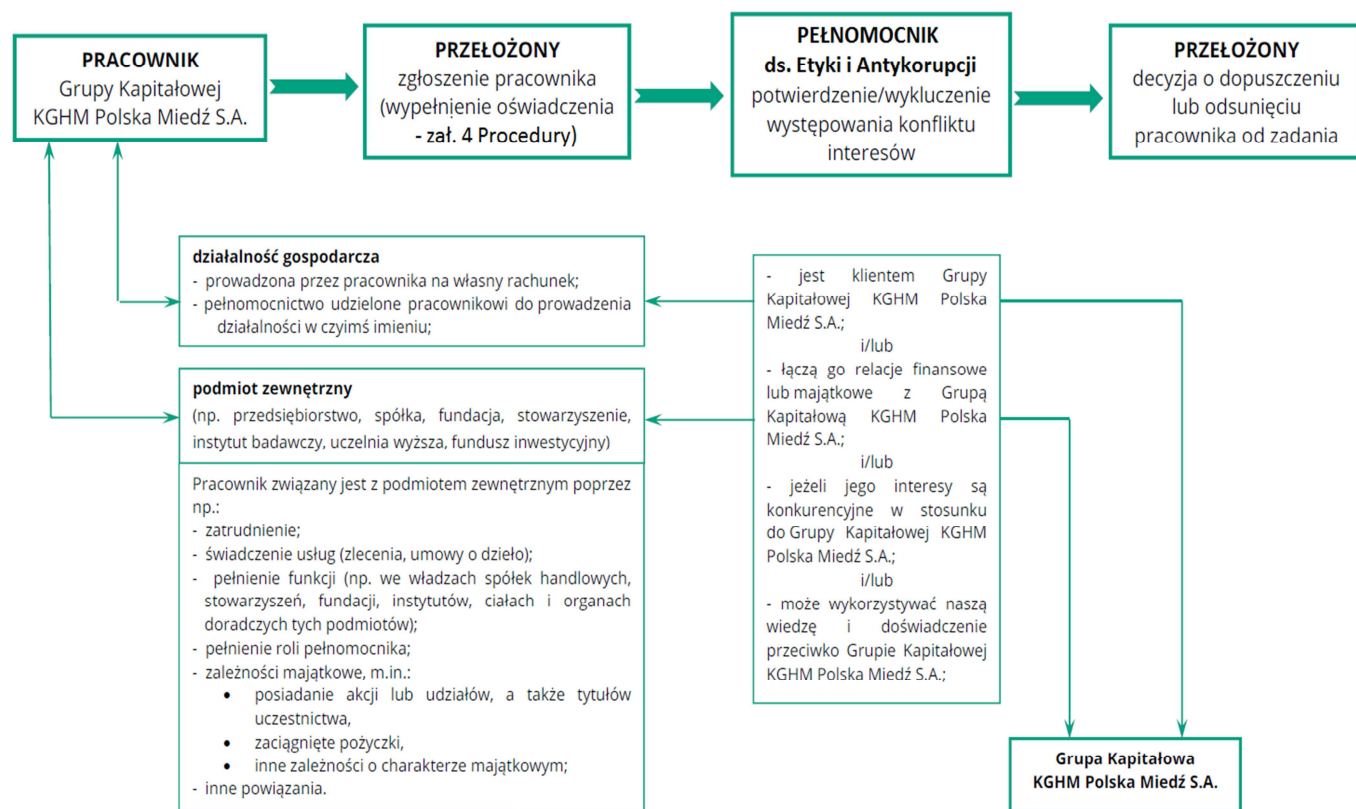 PRACOWNIK
Grupy Kapitałowej
KGHM Polska Miedź S.A.
PRZEŁOŻONY
zgłoszenie pracownika
(wypełnienie oświadczenia
- zał. 4 Procedury)
PEŁNOMOCNIK
ds. Etyki i Antykorupcji
potwierdzenie/wykluczenie
występowania konfliktu
interesów
PRZEŁOŻONY
decyzja o dopuszczeniu
lub odsunięciu
pracownika od zadania
działalność gospodarcza
- prowadzona przez pracownika na własny rachunek;
- pełnomocnictwo udzielone pracownikowi do prowadzenia
działalności w czyimś imieniu;
podmiot zewnętrzny
(np. przedsiębiorstwo, spółka, fundacja, stowarzyszenie,
instytut badawczy, uczelnia wyższa, fundusz inwestycyjny)
Pracownik związany jest z podmiotem zewnętrznym poprzez
np.:
- zatrudnienie;
- świadczenie usług (zlecenia, umowy o dzieło);
- pełnienie funkcji (np. we władzach spółek handlowych,
stowarzyszeń, fundacji, instytutów, ciałach i organach
doradczych tych podmiotów);
- pełnienie roli pełnomocnika;
- zależności majątkowe, m.in.:
• posiadanie akcji lub udziałów, a także tytułów
uczestnictwa,
• zaciągnięte pożyczki,
• inne zależności o charakterze majątkowym;
- inne powiązania.
- jest klientem Grupy
Kapitałowej KGHM Polska
Miedź S.A.;
i/lub
- łączą go relacje finansowe
lub majątkowe z Grupą
Kapitałową KGHM Polska
Miedź S.A.;
i/lub
- jeżeli jego interesy są
konkurencyjne w stosunku
do Grupy Kapitałowej KGHM
Polska Miedź S.A.;
i/lub
- może wykorzystywać naszą
wiedzę i doświadczenie
przeciwko Grupie Kapitałowej
KGHM Polska Miedź S.A.;
Grupa Kapitałowa
KGHM Polska Miedź S.A.